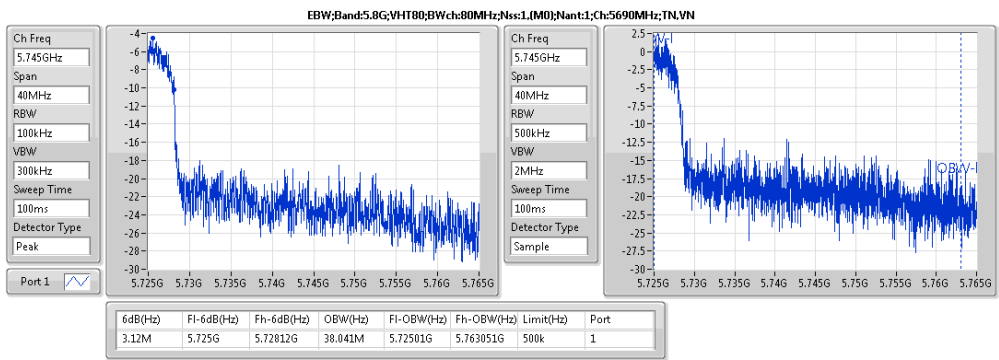 EBW;Band:5.8G;VHT80;BWch:80MHz;Nss:1,(M0);Nant:1;Ch:5690MHz;TN,VN
Ch Freq
5.745GHz
Span
40MHz
RBW
100kHz
VBW
300kHz
Sweep Time
100ms
Detector Type
Peak
Port 1
-4
-6
-8
-10
-12
-14
-16
-18
-20
-22
-24
-26
-28
-30
5.725G 5.73G 5.735G 5.74G 5.745G 5.75G 5.755G 5.76G 5.765G
Ch Freq
5.745GHz
Span
40MHz
RBW
500kHz
VBW
2MHz
Sweep Time
100ms
Detector Type
Sample
2.5
0
-2.5
-5
-7.5
-10
-12.5
-15
-17.5
-20
-22.5
-25
-27.5
-30
OBW-I
5.725G 5.73G 5.735G 5.74G 5.745G 5.75G 5.755G 5.76G 5.765G
6dB(Hz) Fl-6dB(Hz) Fh-6dB(Hz) OBW(Hz) Fl-OBW(Hz) Fh-OBW(Hz) Limit(Hz) Port
3.12M 5.725G 5.72812G 38.041M 5.72501G 5.763051G 500k 1